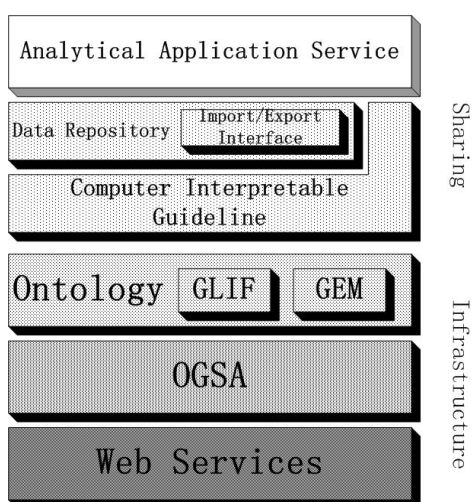 Analytical Application Service
Data Repository
Import/Export
Interface
Computer Interpretable
Guideline
Sharing
Ontology
GLIF
GEM
OGSA
Web Services
Infrastructure